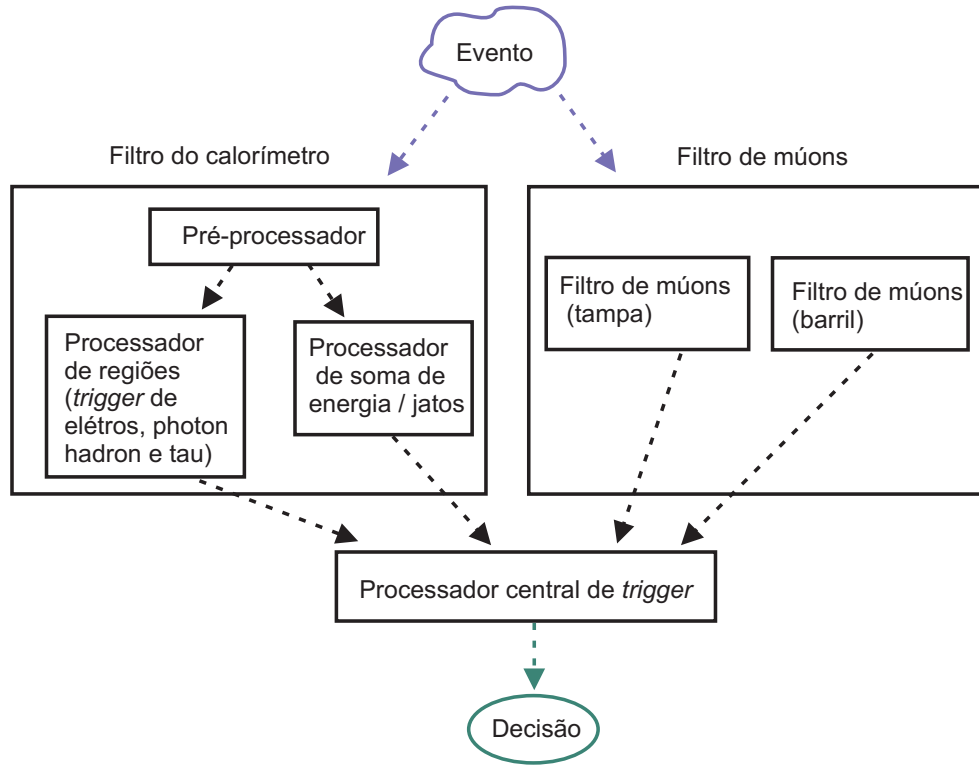 Evento
Filtro do calorímetro
Filtro de múons
Pré-processador
Processador
de regiões
(trigger de
elétros, photon
hadron e tau)
Processador
de soma de
energia / jatos
Filtro de múons
(tampa)
Filtro de múons
(barril)
Processador central de trigger
Decisão